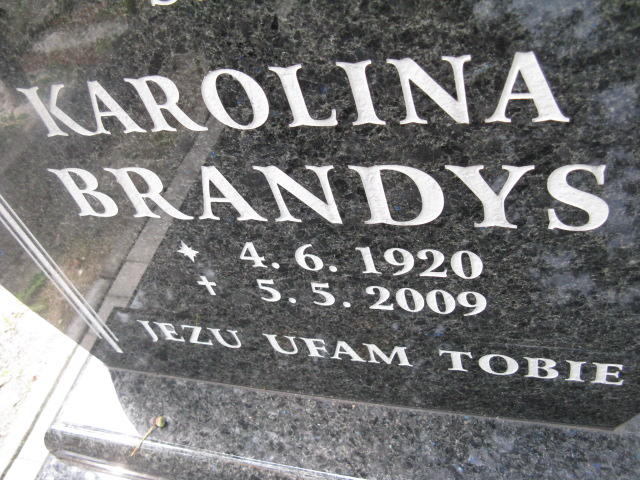 KAROLINA
BRANDYS
* 4. 6. 1920
† 5. 5. 2009
JEZU UFAM TOBIE